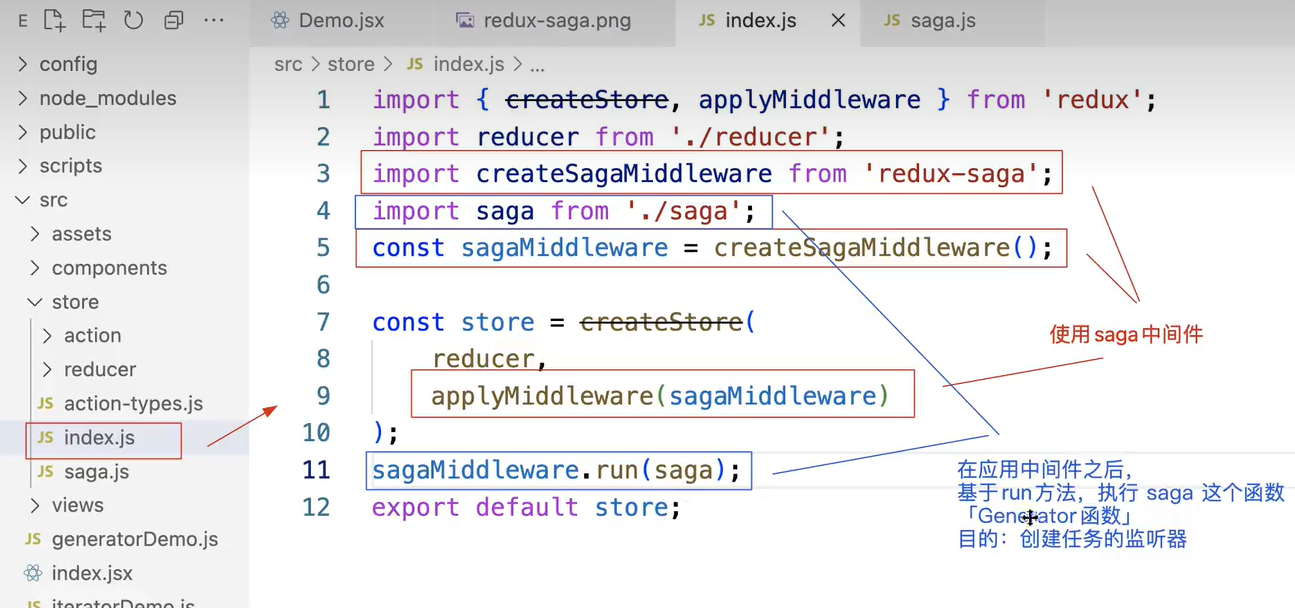 E
Demo.jsx
redux-saga.png
JS index.js
JS saga.js
config
node_modules
public
scripts
src
assets
components
store
action
reducer
JS action-types.js
JS index.js
JS saga.js
views
JS generatorDemo.js
index.jsx
JS iteratorDemo.js
src > store > JS index.js > ...
1 import { createStore, applyMiddleware } from 'redux';
2 import reducer from './reducer';
3 import createSagaMiddleware from 'redux-saga';
4 import saga from './saga';
5 const sagaMiddleware = createSagaMiddleware();
6
7 const store = createStore(
8 reducer,
9 applyMiddleware(sagaMiddleware)
10 );
11 sagaMiddleware.run(saga);
12 export default store;
使用saga中间件
在应用中间件之后，
基于run方法，执行 saga 这个函数
「Generator函数」
目的：创建任务的监听器